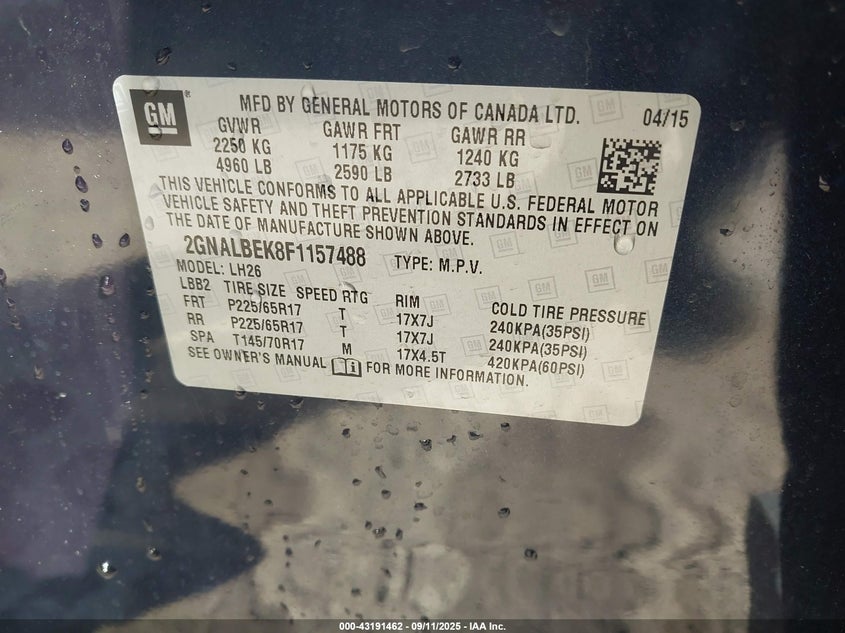 GM
MFD BY GENERAL MOTORS OF CANADA LTD. 04/15
GVWR GAWR FRT GAWR RR
2250 KG 1175 KG 1240 KG
4960 LB 2590 LB 2733 LB
THIS VEHICLE CONFORMS TO ALL APPLICABLE U.S. FEDERAL MOTOR
VEHICLE SAFETY AND THEFT PREVENTION STANDARDS IN EFFECT ON
THE DATE OF MANUFACTURE SHOWN ABOVE.
2GNALBEK8F1157488 TYPE: M.P.V.
MODEL: LH26
LBB2 TIRE SIZE SPEED RTG RIM COLD TIRE PRESSURE
FRT P225/65R17 T 17X7J 240KPA(35PSI)
RR P225/65R17 T 17X7J 240KPA(35PSI)
SPA T145/70R17 M 17X4.5T 420KPA(60PSI)
SEE OWNER'S MANUAL FOR MORE INFORMATION.
000-43191462 - 09/11/2025 - IAA Inc.